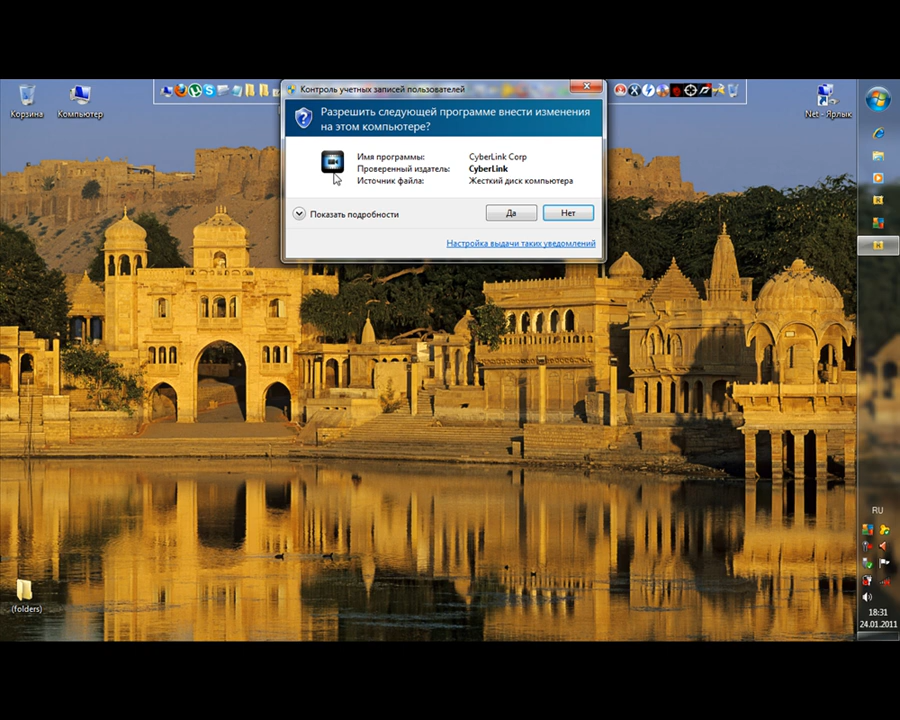 Контроль учетных записей пользователей
Разрешить следующей программе внести изменения
на этом компьютере?
Имя программы: CyberLink Corp
Проверенный издатель: CyberLink
Источник файла: Жесткий диск компьютера
Показать подробности
Да
Нет
Настройка выдачи таких уведомлений
Корзина
Компьютер
Net - Ярлык
(folders)
RU
18:31
24.01.2011